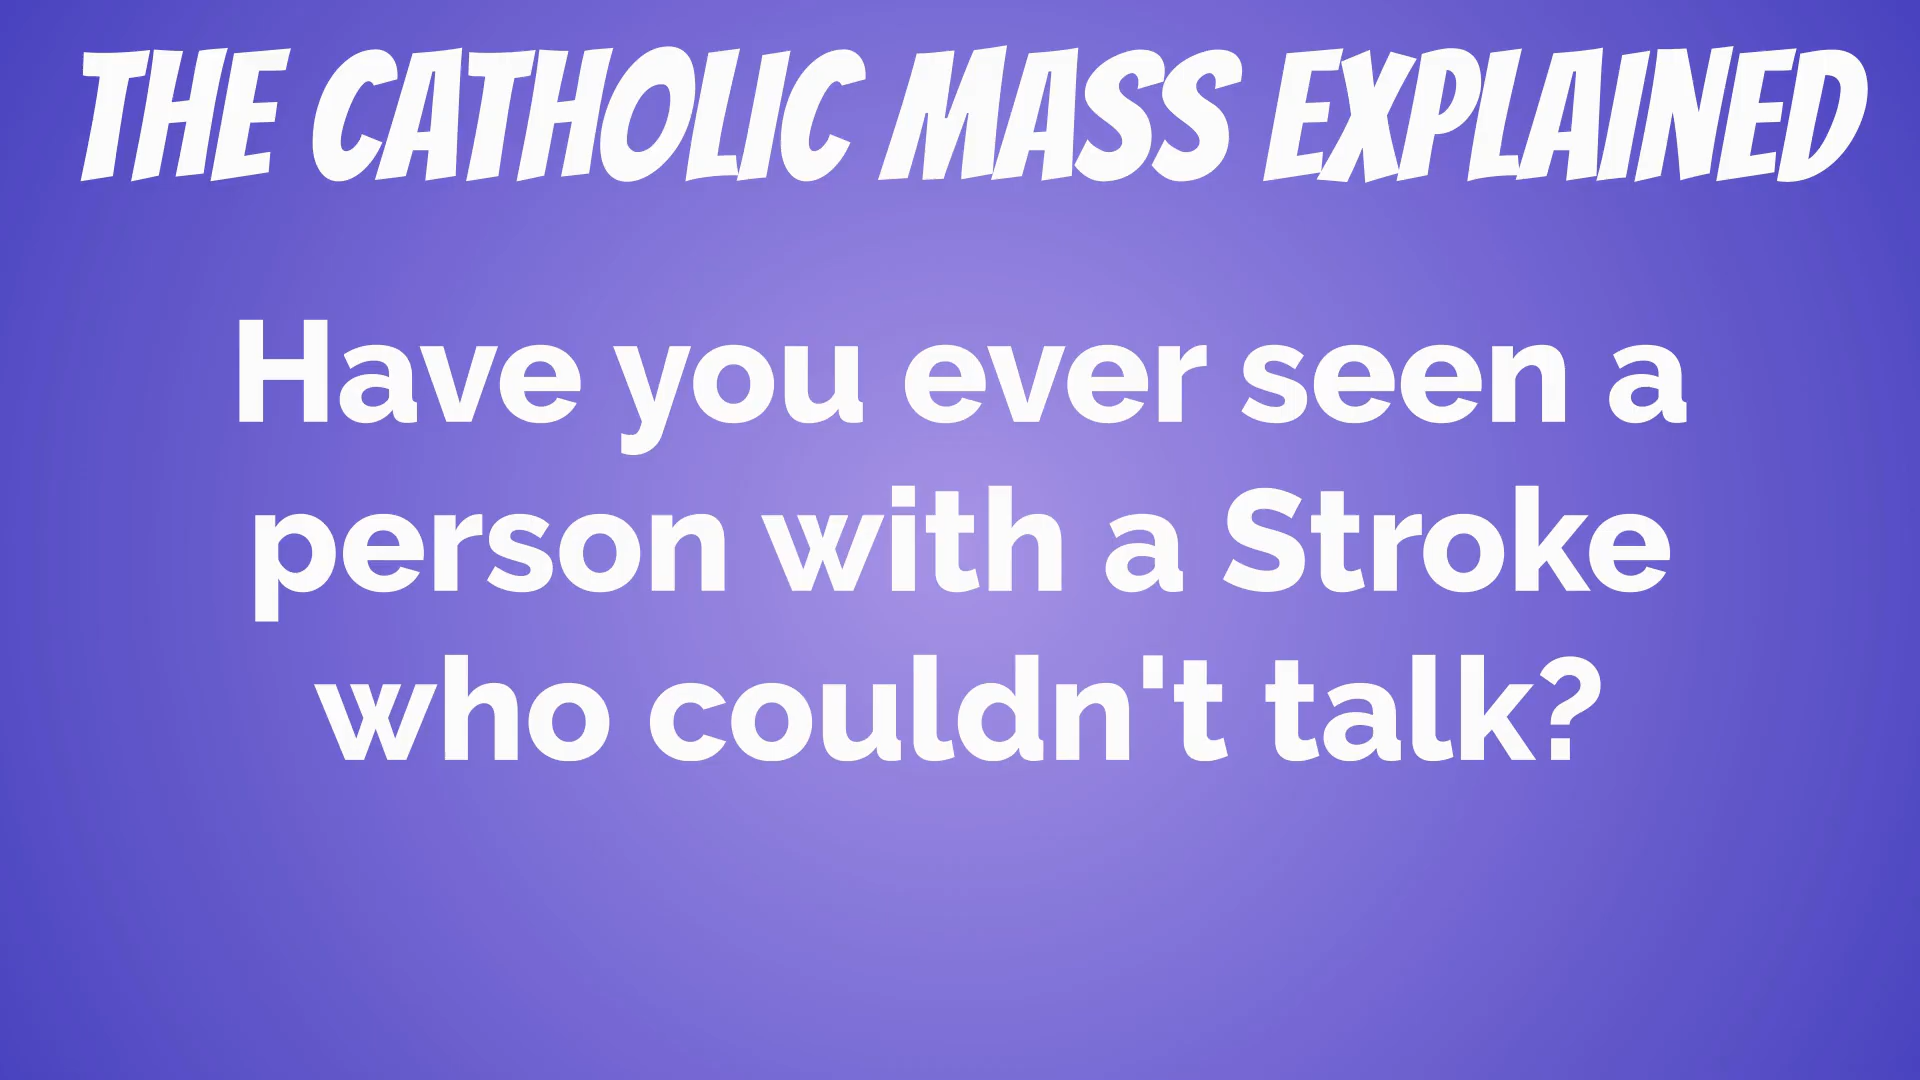 THE CATHOLIC MASS EXPLAINED
Have you ever seen a
person with a Stroke
who couldn't talk?